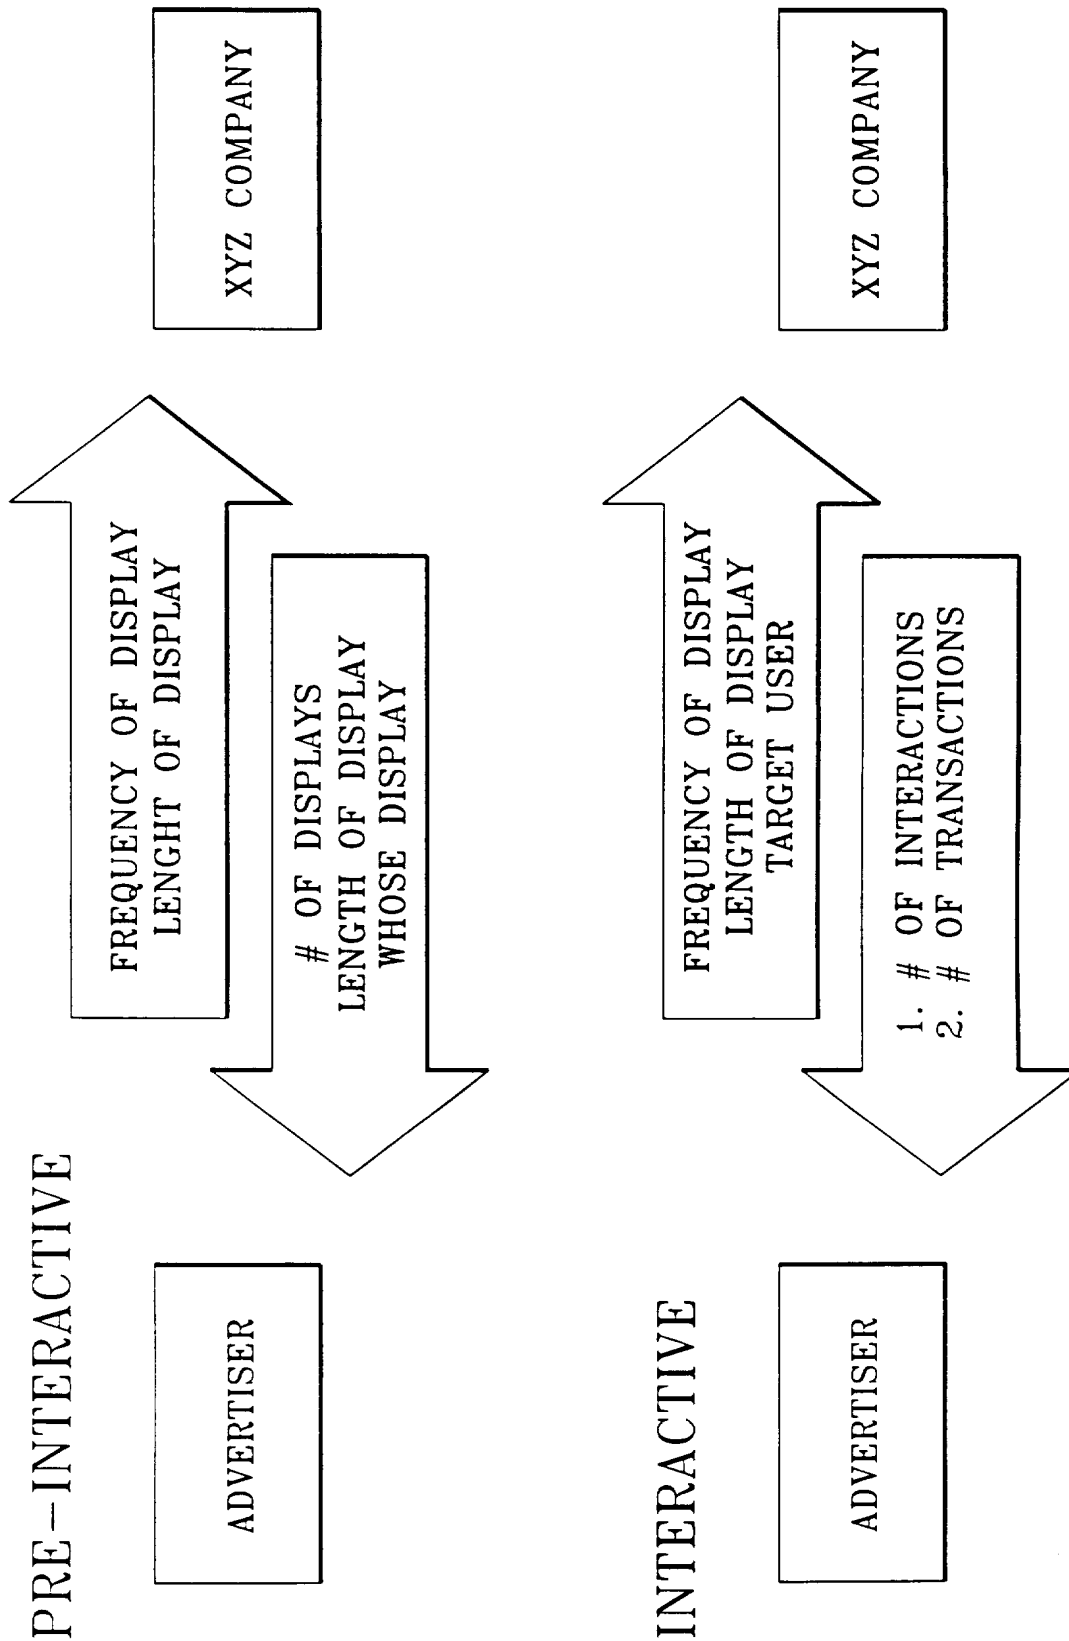 PRE-INTERACTIVE
ADVERTISER
FREQUENCY OF DISPLAY
LENGHT OF DISPLAY
# OF DISPLAYS
LENGTH OF DISPLAY
WHOSE DISPLAY
XYZ COMPANY
INTERACTIVE
ADVERTISER
FREQUENCY OF DISPLAY
LENGTH OF DISPLAY
TARGET USER
1. # OF INTERACTIONS
2. # OF TRANSACTIONS
XYZ COMPANY